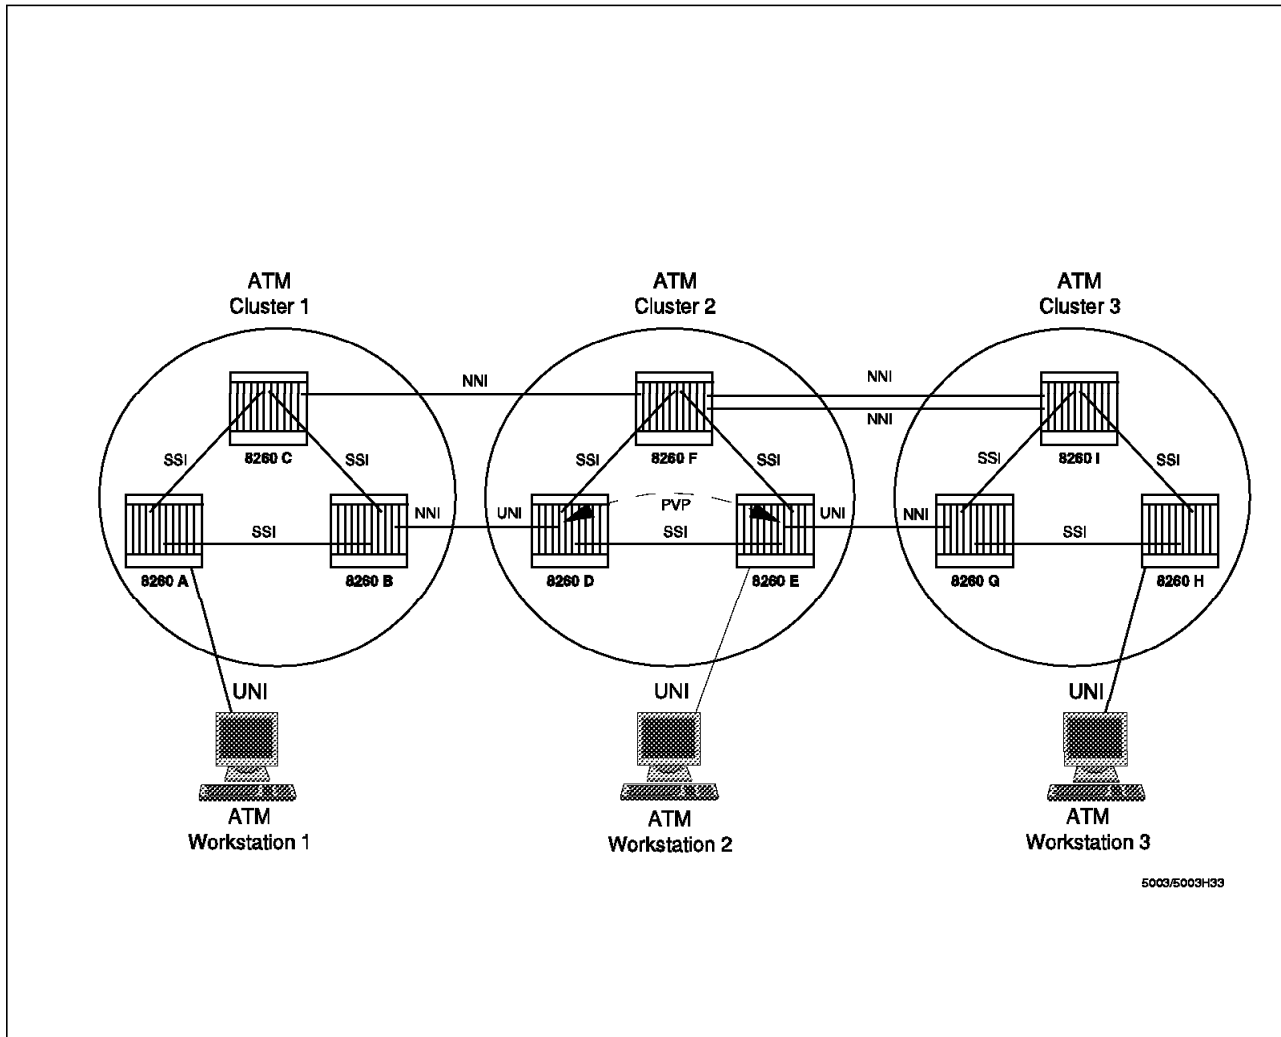 ATM
Cluster 1
ATM
Cluster 2
ATM
Cluster 3
NNI
NNI
NNI
8260 C
8260 F
8260 I
SSI
SSI
SSI
SSI
SSI
SSI
PVP
NNI
UNI
UNI
NNI
SSI
SSI
SSI
8260 A
8260 B
8260 D
8260 E
8260 G
8260 H
UNI
UNI
UNI
ATM
Workstation 1
ATM
Workstation 2
ATM
Workstation 3
5003/5003H33